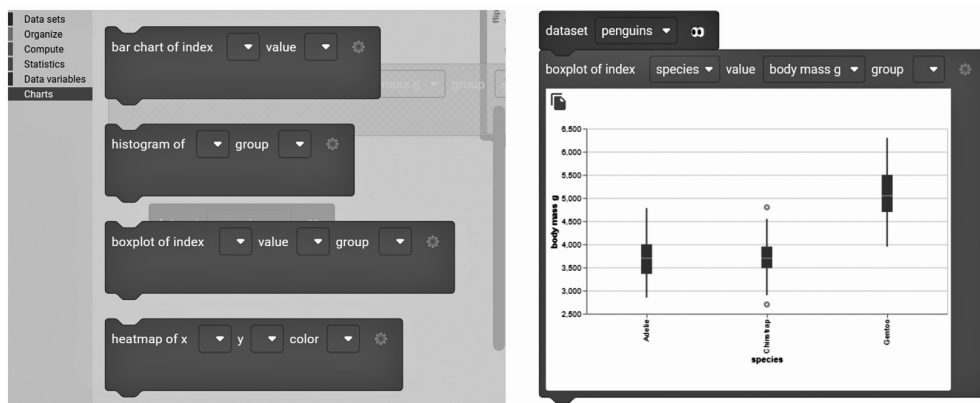 Data sets
Organize
Compute
Statistics
Data variables
Charts
flip
bar chart of index value
mass g group
histogram of group
boxplot of index value group
heatmap of x y color
dataset penguins
boxplot of index species value body mass g group
6,500
6,000
5,500
5,000
4,500
4,000
3,500
3,000
2,500
body mass g
Adelie
Chinstrap
Gentoo
species